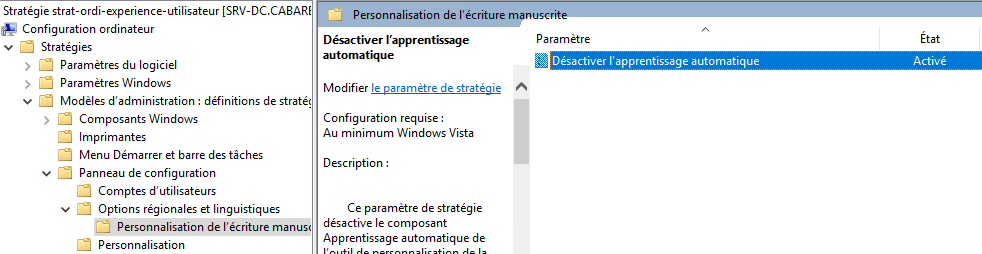 Stratégie strat-ordi-experience-utilisateur [SRV-DC.CABARE
Configuration ordinateur
Stratégies
Paramètres du logiciel
Paramètres Windows
Modèles d'administration : définitions de stratég
Composants Windows
Imprimantes
Menu Démarrer et barre des tâches
Panneau de configuration
Comptes d'utilisateurs
Options régionales et linguistiques
Personnalisation de l'écriture manusc
Personnalisation
Personnalisation de l'écriture manuscrite
Désactiver l'apprentissage
automatique
Modifier le paramètre de stratégie
Configuration requise :
Au minimum Windows Vista
Description :
Ce paramètre de stratégie
désactive le composant
Apprentissage automatique de
l'outil de personnalisation de la
Paramètre État
Désactiver l'apprentissage automatique Activé